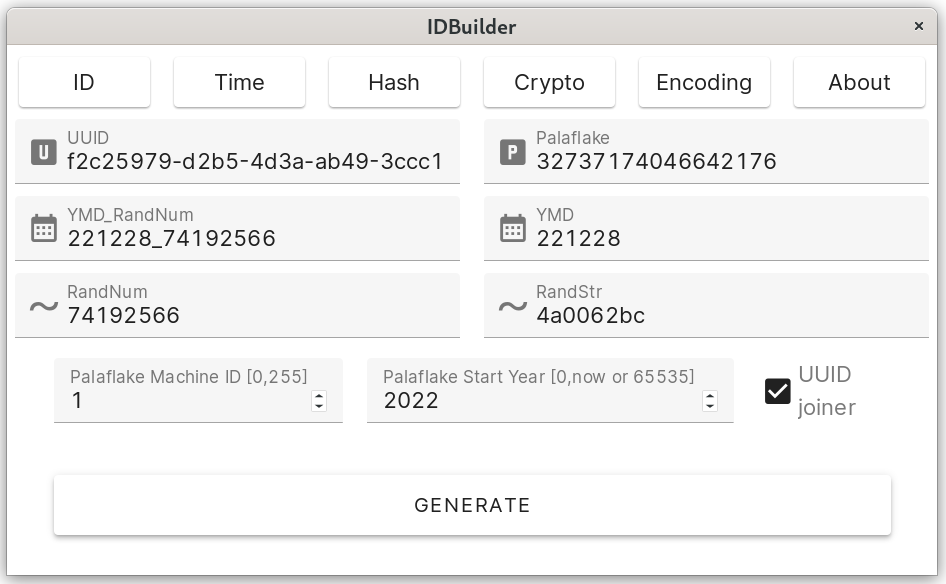 IDBuilder
ID
Time
Hash
Crypto
Encoding
About
UUID
f2c25979-d2b5-4d3a-ab49-3ccc1
Palaflake
32737174046642176
YMD_RandNum
221228_74192566
YMD
221228
RandNum
74192566
RandStr
4a0062bc
Palaflake Machine ID [0,255]
1
Palaflake Start Year [0,now or 65535]
2022
UUID
joiner
GENERATE